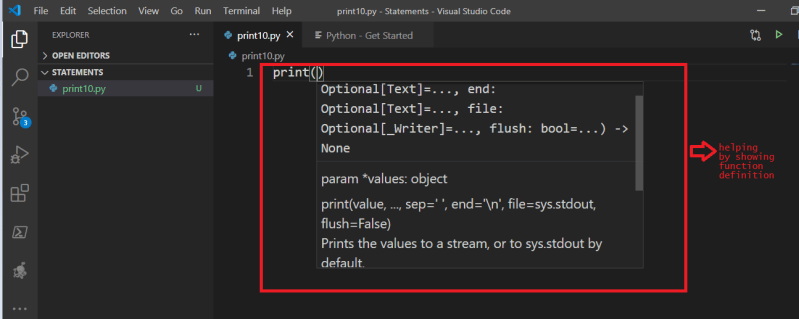 File Edit Selection View Go Run Terminal Help print10.py - Statements - Visual Studio Code
EXPLORER ···
print10.py ×
Python - Get Started
OPEN EDITORS
STATEMENTS
print10.py U
3
print10.py
1 print()
Optional[Text]=..., end:
Optional[Text]=..., file:
Optional[_Writer]=..., flush: bool=...) ->
None
param *values: object
print(value, ..., sep=' ', end='\n', file=sys.stdout,
flush=False)
Prints the values to a stream, or to sys.stdout by
default.
helping
by showing
function
definition